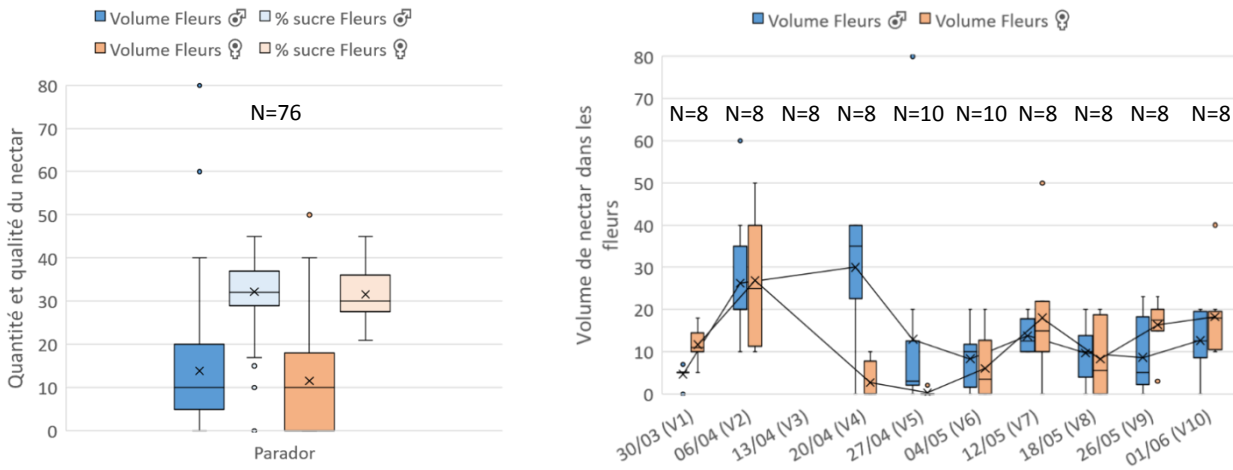 Volume Fleurs ♂ % sucre Fleurs ♂
Volume Fleurs ♀ % sucre Fleurs ♀
Quantité et qualité du nectar
80
70
60
50
40
30
20
10
0
N=76
Parador
Volume Fleurs ♂ Volume Fleurs ♀
Volume de nectar dans les
fleurs
80
70
60
50
40
30
20
10
0
N=8 N=8 N=8 N=8 N=10 N=10 N=8 N=8 N=8 N=8
30/03 (V1)
06/04 (V2)
13/04 (V3)
20/04 (V4)
27/04 (V5)
04/05 (V6)
12/05 (V7)
18/05 (V8)
26/05 (V9)
01/06 (V10)